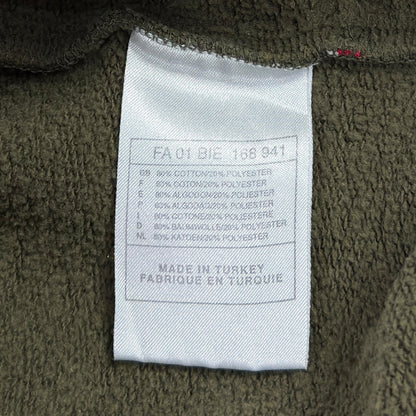 FA 01 BIE 168 941
GB 80% COTTON/20% POLYESTER
F 80% COTON/20% POLYESTER
E 80% ALGODON/20% POLYESTER
P 80% ALGODAO/20% POLYESTER
I 80% COTONE/20% POLIESTERE
D 80% BAUMWOLLE/20% POLYESTER
NL 80% KATOEN/20% POLYESTER
MADE IN TURKEY
FABRIQUE EN TURQUIE